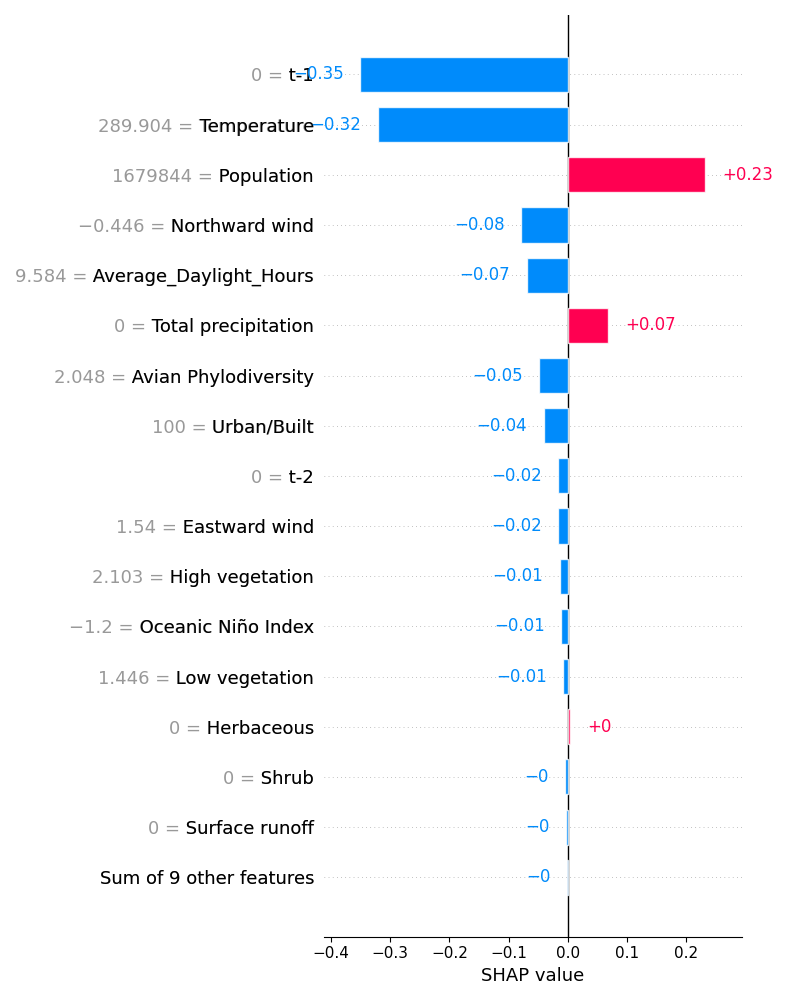 0 = t-1 −0.35
289.904 = Temperature −0.32
1679844 = Population +0.23
−0.446 = Northward wind −0.08
9.584 = Average_Daylight_Hours −0.07
0 = Total precipitation +0.07
2.048 = Avian Phylodiversity −0.05
100 = Urban/Built −0.04
0 = t-2 −0.02
1.54 = Eastward wind −0.02
2.103 = High vegetation −0.01
−1.2 = Oceanic Niño Index −0.01
1.446 = Low vegetation −0.01
0 = Herbaceous +0
0 = Shrub −0
0 = Surface runoff −0
Sum of 9 other features −0
−0.4 −0.3 −0.2 −0.1 0.0 0.1 0.2
SHAP value